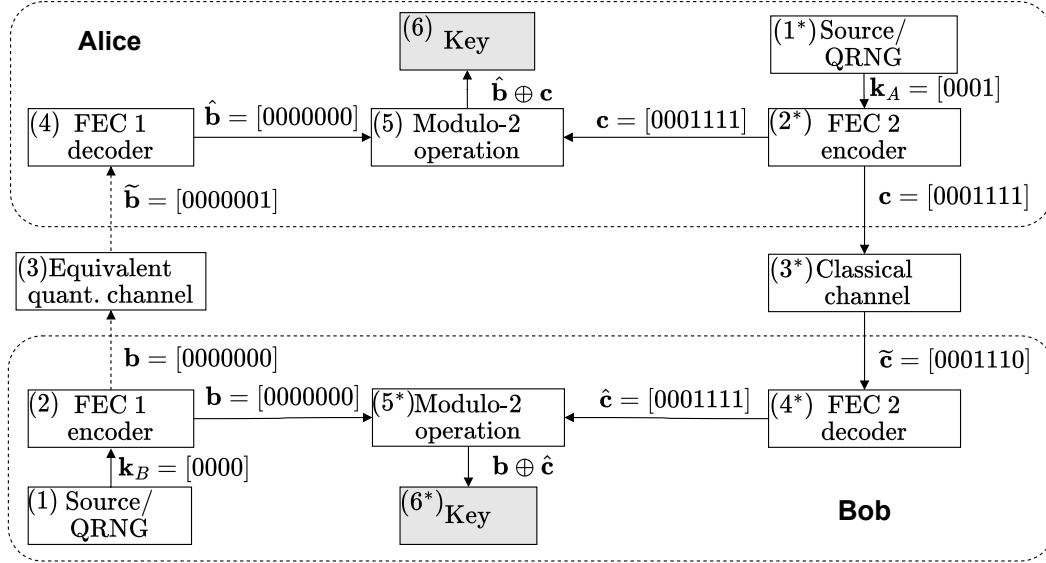 Alice
(6) Key
(1*) Source/
QRNG
b̂ ⊕ c
k_A = [0001]
(4) FEC 1
decoder
b̂ = [0000000]
(5) Modulo-2
operation
c = [0001111]
(2*) FEC 2
encoder
b̃ = [0000001]
c = [0001111]
(3)Equivalent
quant. channel
(3*) Classical
channel
b = [0000000]
c̃ = [0001110]
(2) FEC 1
encoder
b = [0000000]
(5*) Modulo-2
operation
ĉ = [0001111]
(4*) FEC 2
decoder
k_B = [0000]
b ⊕ ĉ
(1) Source/
QRNG
(6*) Key
Bob